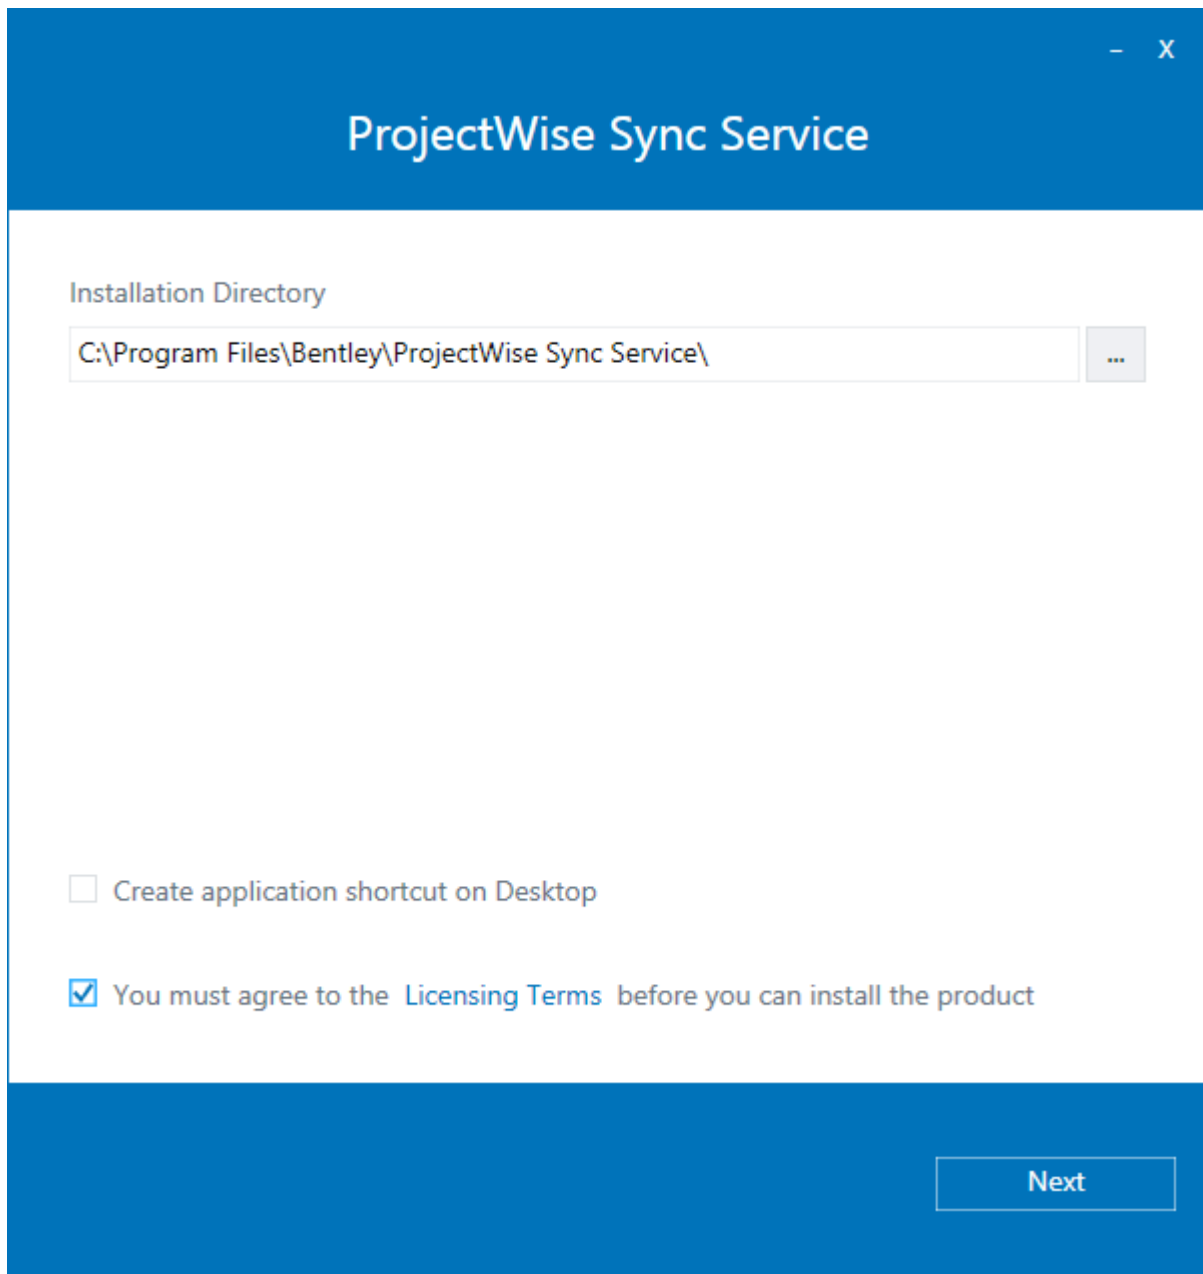 – X
ProjectWise Sync Service
Installation Directory
C:\Program Files\Bentley\ProjectWise Sync Service\
...
Create application shortcut on Desktop
You must agree to the Licensing Terms before you can install the product
Next